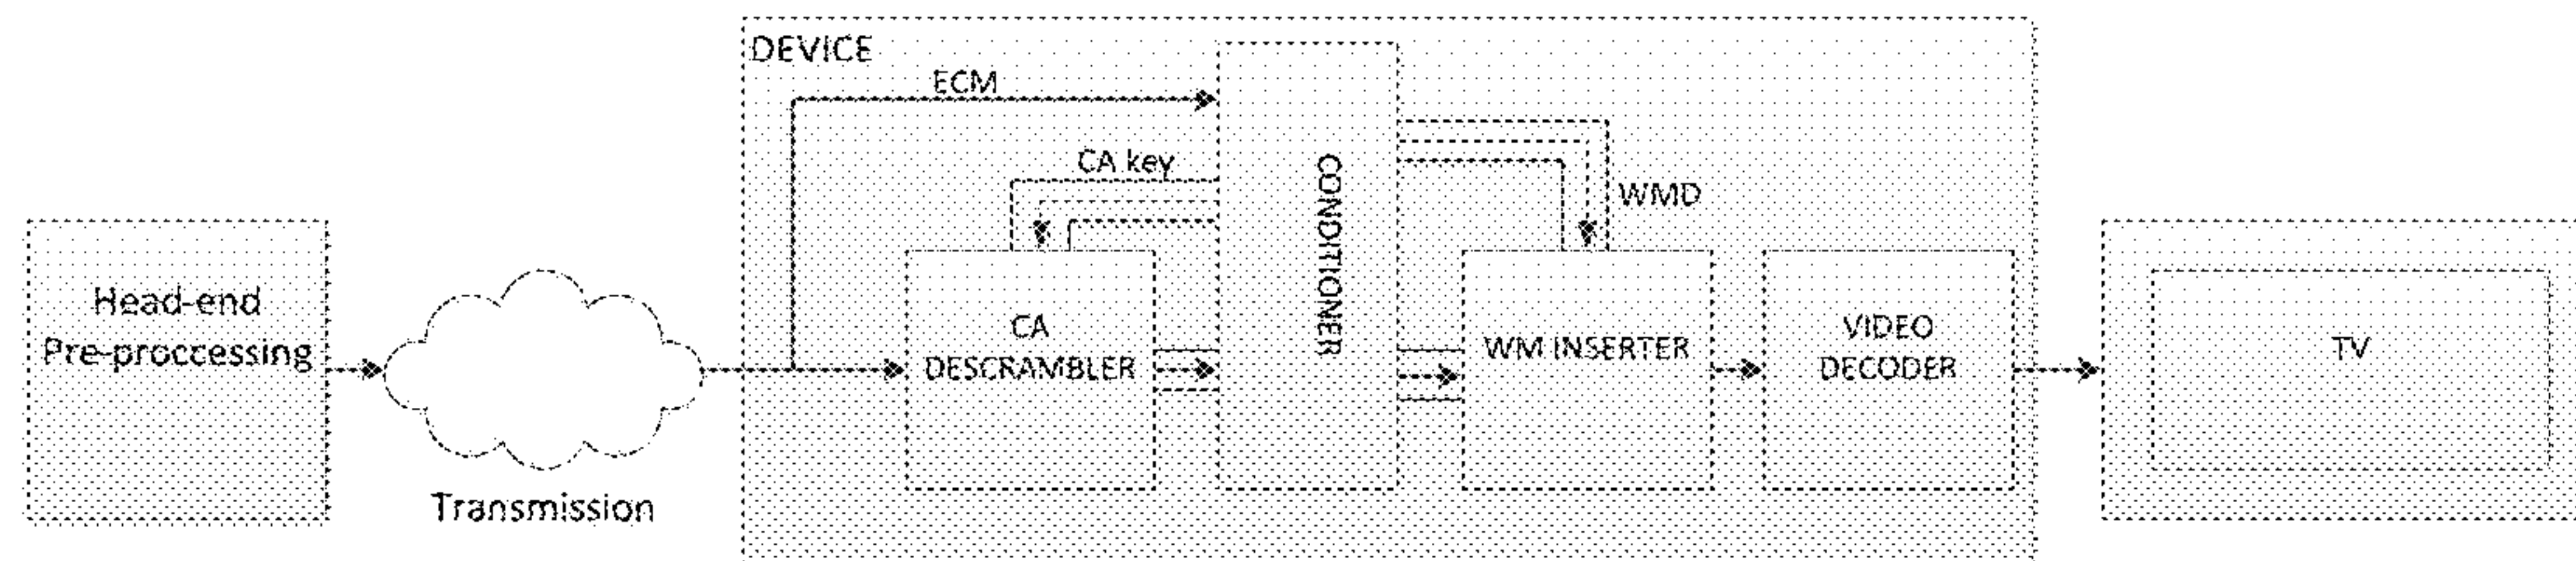 DEVICE
ECM
CA key
WMD
CONDITIONER
Head-end
Pre-proccessing
Transmission
CA
DESCRAMBLER
WM INSERTER
VIDEO
DECODER
TV